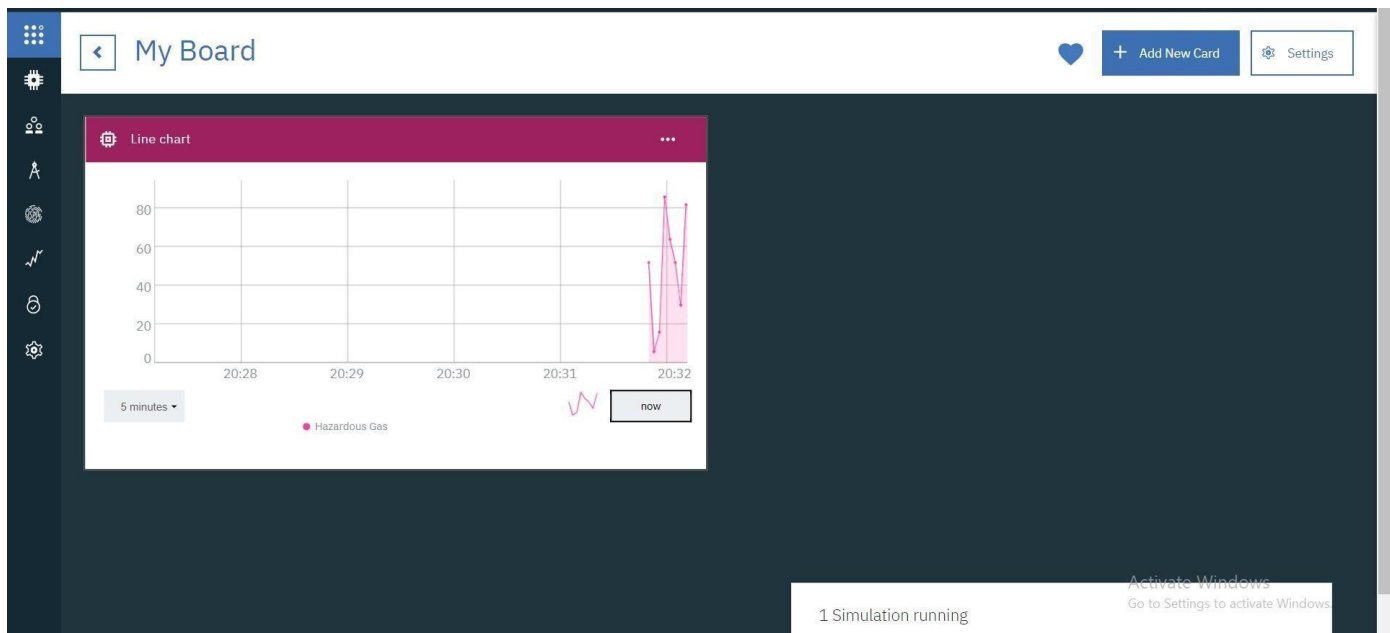 My Board
+ Add New Card
Settings
Line chart
80
60
40
20
0
20:28 20:29 20:30 20:31 20:32
5 minutes
now
Hazardous Gas
Activate Windows
Go to Settings to activate Windows.
1 Simulation running